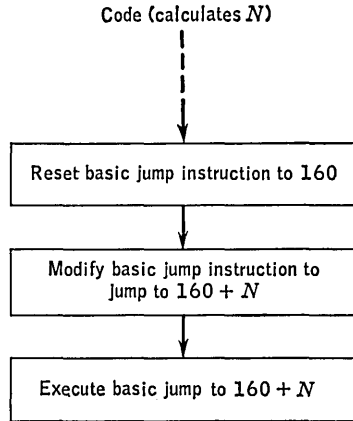 Code (calculates N)
Reset basic jump instruction to 160
Modify basic jump instruction to
jump to 160 + N
Execute basic jump to 160 + N